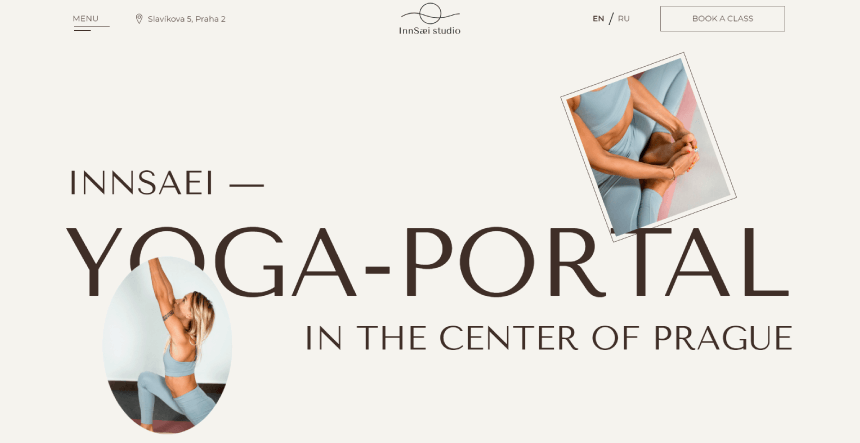 MENU
Slavíkova 5, Praha 2
InnSæi studio
EN / RU
BOOK A CLASS
INNSAEI —
YOGA-PORTAL
IN THE CENTER OF PRAGUE